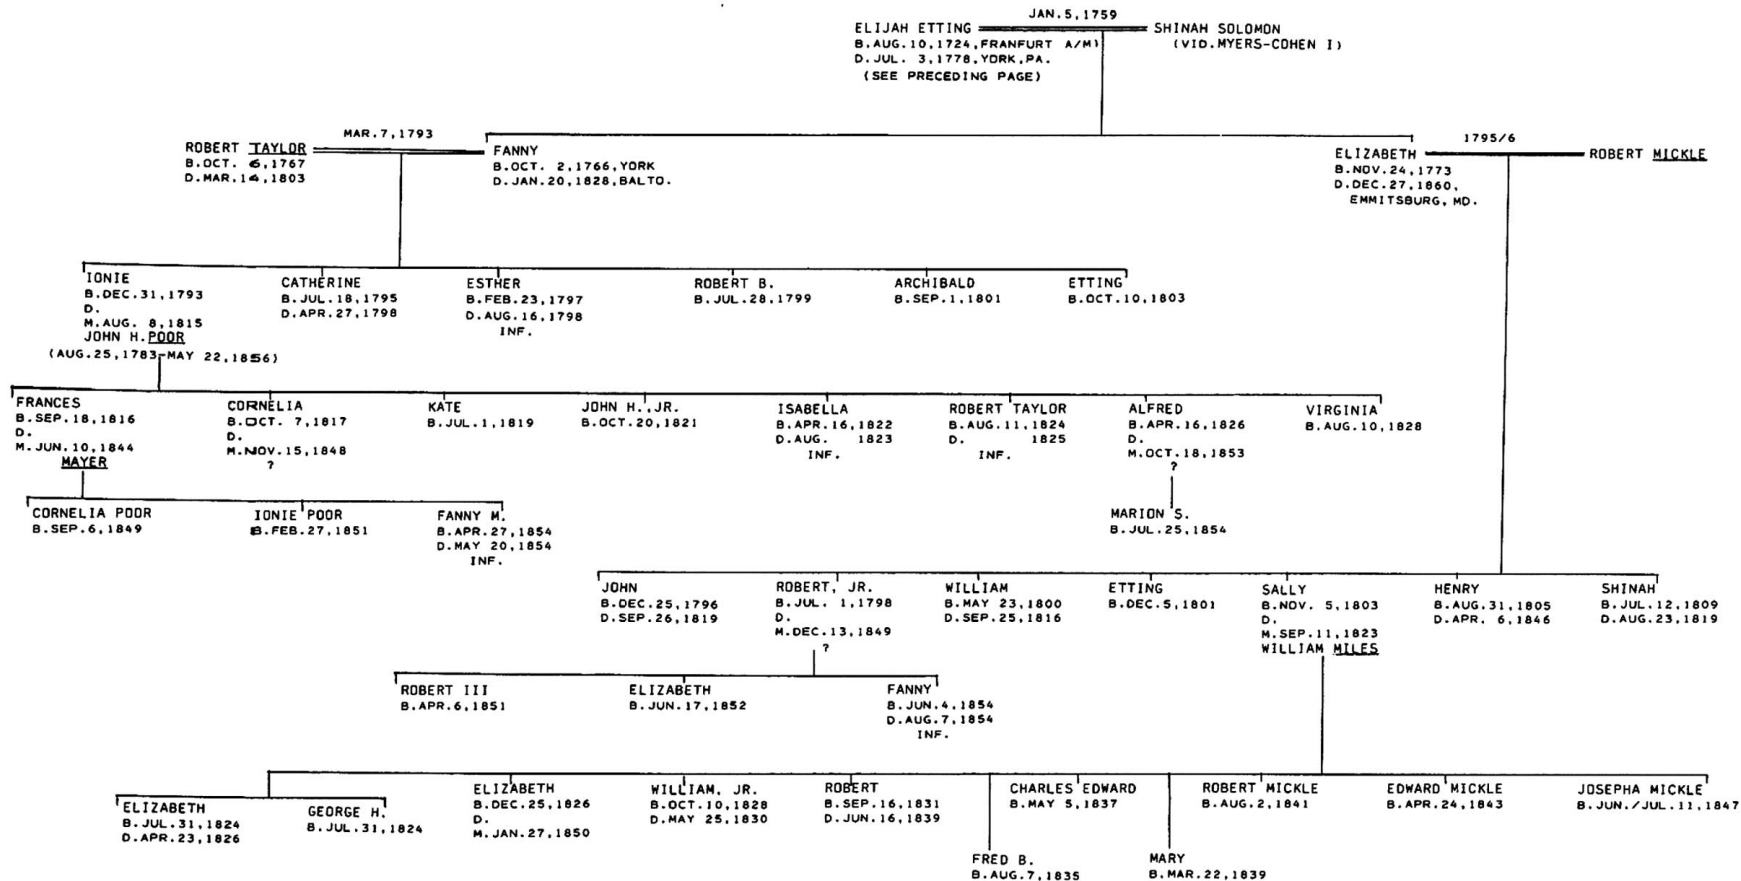 JAN.5,1759
ELIJAH ETTING
B.AUG.10,1724,FRANFURT A/M)
D.JUL. 3,1778,YORK,PA.
(SEE PRECEDING PAGE)
SHINAH SOLOMON
(VID.MYERS-COHEN I)
MAR.7,1793
ROBERT TAYLOR
B.OCT. 6,1767
D.MAR.14,1803
FANNY
B.OCT. 2,1766,YORK
D.JAN.20,1828,BALTO.
1795/6
ELIZABETH
B.NOV.24,1773
D.DEC.27,1860,
EMMITSBURG, MD.
ROBERT MICKLE
IONIE
B.DEC.31,1793
D.
M.AUG. 8,1815
JOHN H.POOR
(AUG.25,1783-MAY 22,1856)
CATHERINE
B.JUL.18,1795
D.APR.27,1798
ESTHER
B.FEB.23,1797
D.AUG.16,1798
INF.
ROBERT B.
B.JUL.28,1799
ARCHIBALD
B.SEP.1,1801
ETTING
B.OCT.10,1803
FRANCES
B.SEP.18,1816
D.
M.JUN.10,1844
MAYER
CORNELIA
B.OCT. 7,1817
D.
M.NOV.15,1848
?
KATE
B.JUL.1,1819
JOHN H.,JR.
B.OCT.20,1821
ISABELLA
B.APR.16,1822
D.AUG. 1823
INF.
ROBERT TAYLOR
B.AUG.11,1824
D. 1825
INF.
ALFRED
B.APR.16,1826
D.
M.OCT.18,1853
?
VIRGINIA
B.AUG.10,1828
CORNELIA POOR
B.SEP.6,1849
IONIE POOR
B.FEB.27,1851
FANNY M.
B.APR.27,1854
D.MAY 20,1854
INF.
MARION S.
B.JUL.25,1854
JOHN
B.DEC.25,1796
D.SEP.26,1819
ROBERT, JR.
B.JUL. 1,1798
D.
M.DEC.13,1849
?
WILLIAM
B.MAY 23,1800
D.SEP.25,1816
ETTING
B.DEC.5,1801
SALLY
B.NOV. 5,1803
D.
M.SEP.11,1823
WILLIAM MILES
HENRY
B.AUG.31,1805
D.APR. 6,1846
SHINAH
B.JUL.12,1809
D.AUG.23,1819
ROBERT III
B.APR.6,1851
ELIZABETH
B.JUN.17,1852
FANNY
B.JUN.4,1854
D.AUG.7,1854
INF.
ELIZABETH
B.JUL.31,1824
D.APR.23,1826
GEORGE H.
B.JUL.31,1824
ELIZABETH
B.DEC.25,1826
D.
M.JAN.27,1850
WILLIAM, JR.
B.OCT.10,1828
D.MAY 25,1830
ROBERT
B.SEP.16,1831
D.JUN.16,1839
CHARLES EDWARD
B.MAY 5,1837
ROBERT MICKLE
B.AUG.2,1841
EDWARD MICKLE
B.APR.24,1843
JOSEPHA MICKLE
B.JUN./JUL.11,1847
FRED B.
B.AUG.7,1835
MARY
B.MAR.22,1839